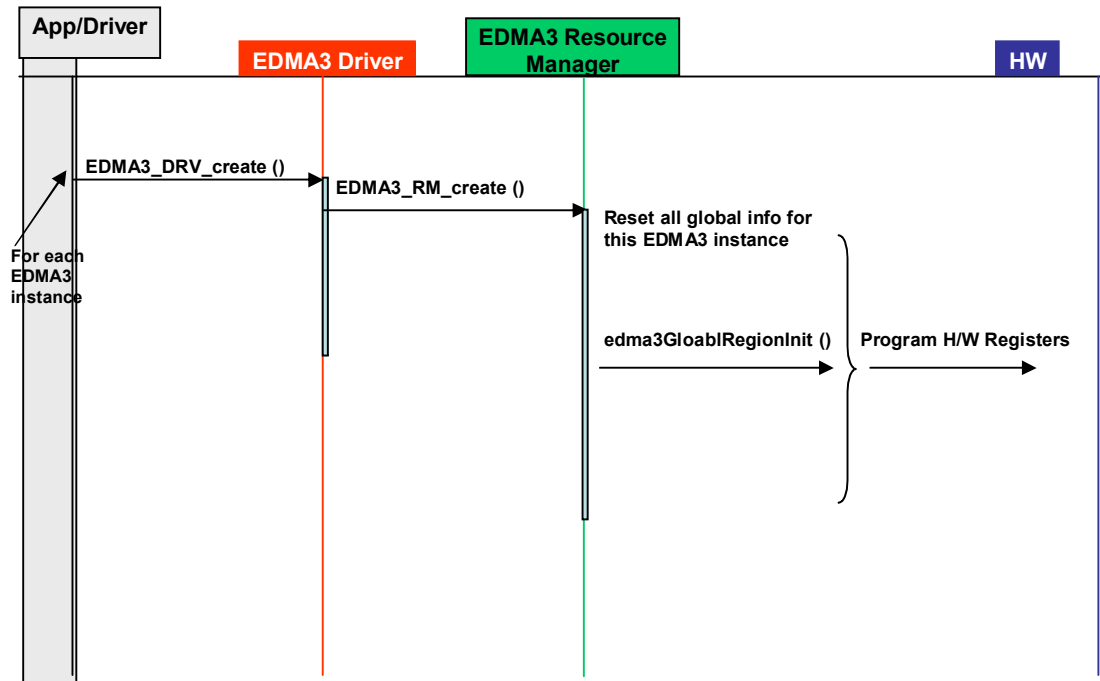 App/Driver
EDMA3 Driver
EDMA3 Resource
Manager
HW
EDMA3_DRV_create ()
EDMA3_RM_create ()
Reset all global info for
this EDMA3 instance
For each
EDMA3
instance
edma3GloablRegionInit ()
Program H/W Registers